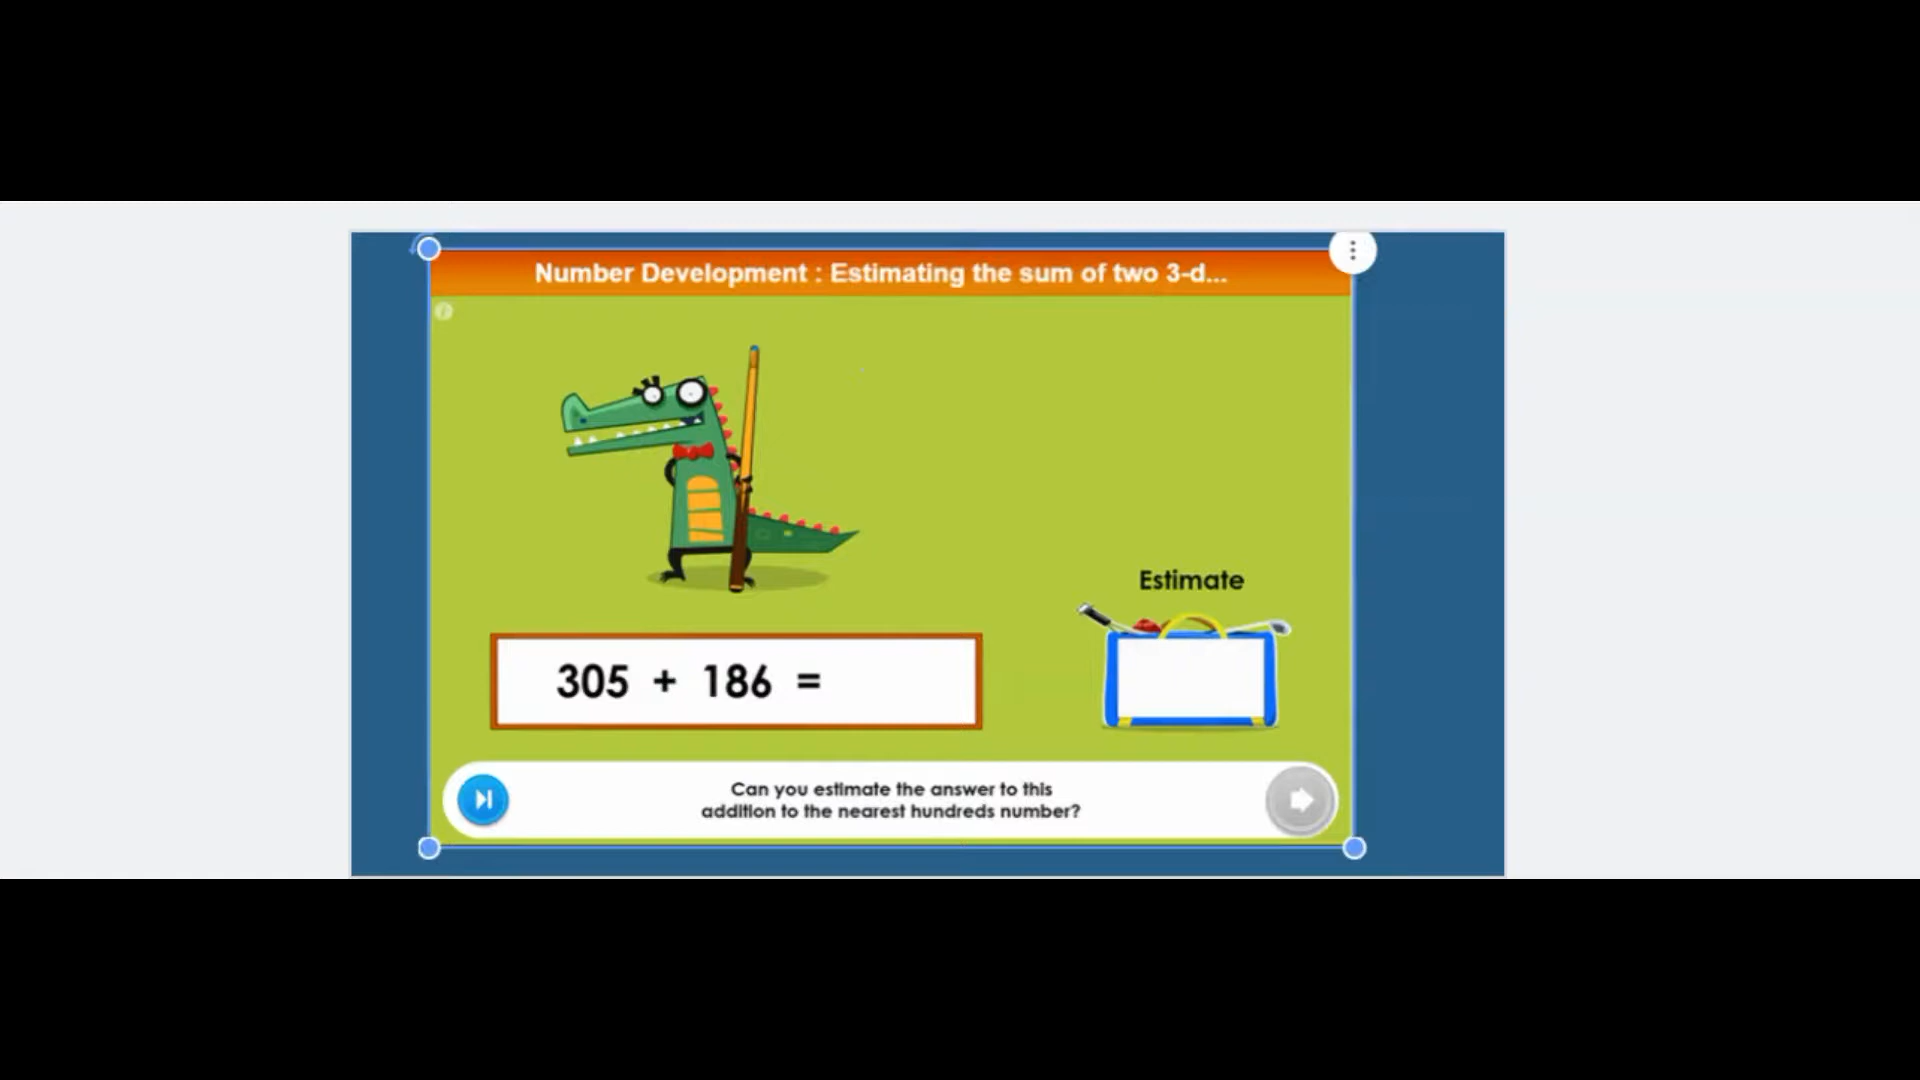 Number Development : Estimating the sum of two 3-d...
Estimate
305 + 186 =
Can you estimate the answer to this
addition to the nearest hundreds number?